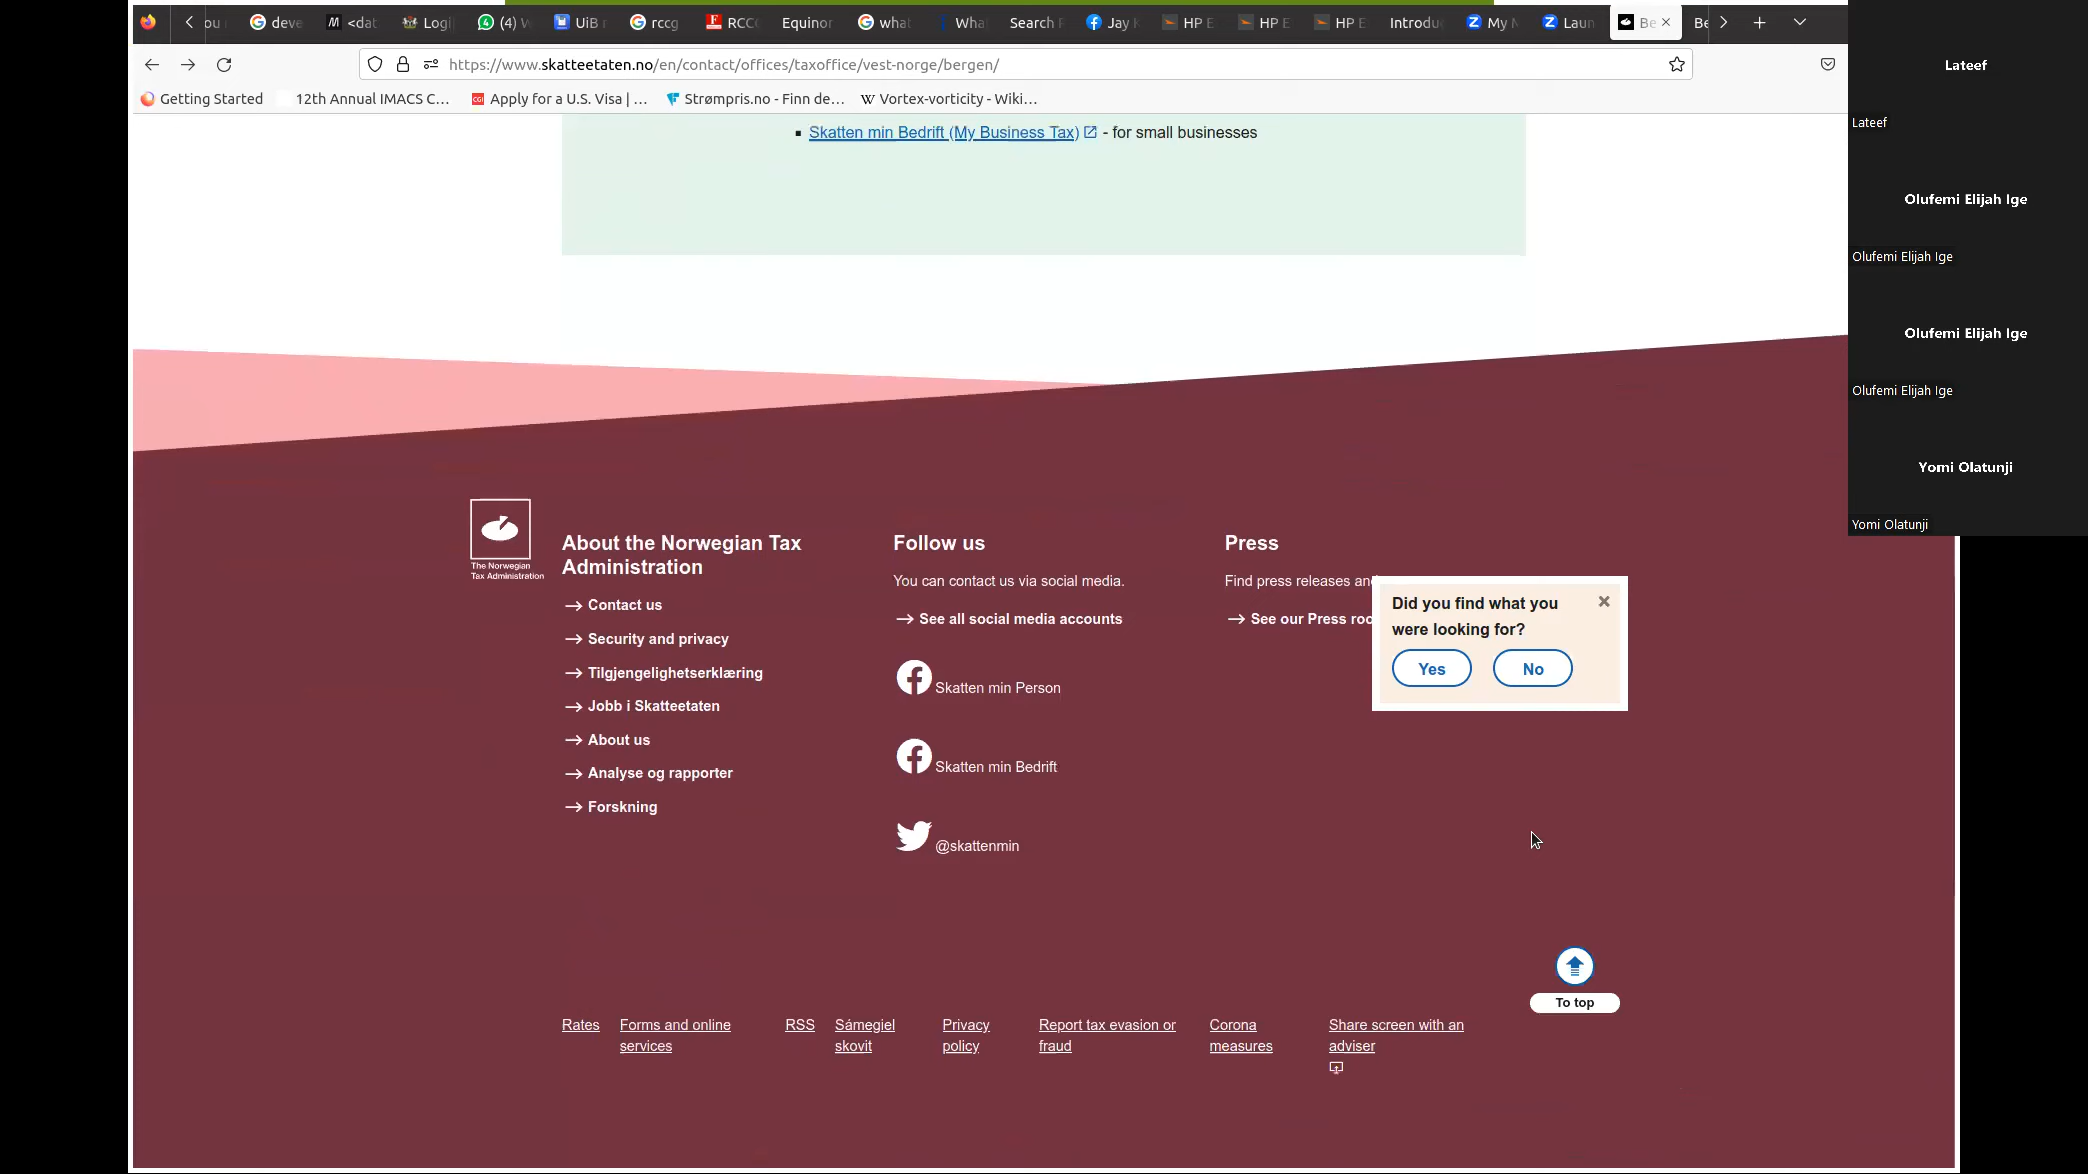 deve
<dat
Logi
(4)
UiB
rccg
RCCC
Equinor
what
Wha
Search
Jay
HP E
HP E
HP E
Introdu
My
Laun
Be
Be
https://www.skatteetaten.no/en/contact/offices/taxoffice/vest-norge/bergen/
Getting Started
12th Annual IMACS C...
Apply for a U.S. Visa | ...
Strømpris.no - Finn de...
Vortex-vorticity - Wiki...
Skatten min Bedrift (My Business Tax) - for small businesses
The Norwegian
Tax Administration
About the Norwegian Tax
Administration
Contact us
Security and privacy
Tilgjengelighetserklæring
Jobb i Skatteetaten
About us
Analyse og rapporter
Forskning
Follow us
You can contact us via social media.
See all social media accounts
Skatten min Person
Skatten min Bedrift
@skattenmin
Press
Find press releases and
See our Press roo
Did you find what you
were looking for?
Yes
No
To top
Rates
Forms and online
services
RSS
Sámegiel
skovit
Privacy
policy
Report tax evasion or
fraud
Corona
measures
Share screen with an
adviser
Lateef
Lateef
Olufemi Elijah Ige
Olufemi Elijah Ige
Olufemi Elijah Ige
Olufemi Elijah Ige
Yomi Olatunji
Yomi Olatunji